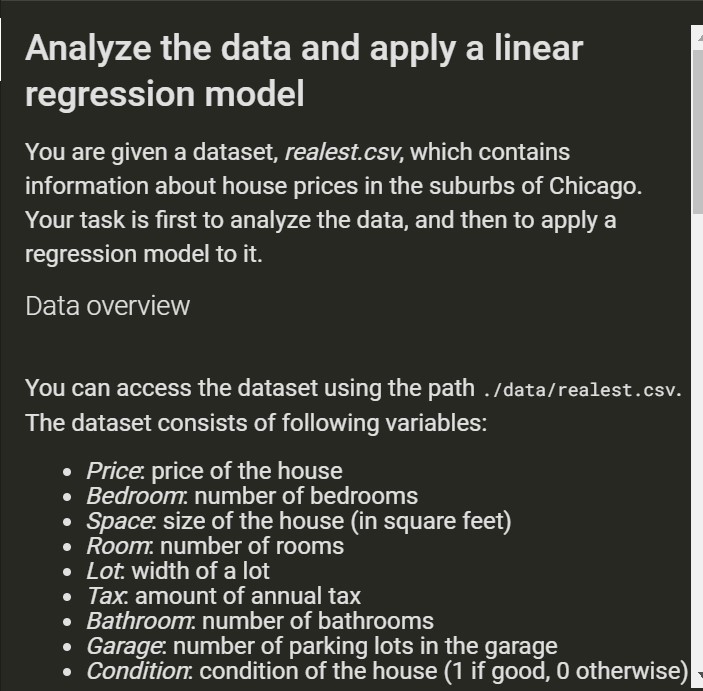 Analyze the data and apply a linear
regression model
You are given a dataset, realest.csv, which contains
information about house prices in the suburbs of Chicago.
Your task is first to analyze the data, and then to apply a
regression model to it.
Data overview
You can access the dataset using the path ./data/realest.csv.
The dataset consists of following variables:
• Price: price of the house
• Bedroom: number of bedrooms
• Space: size of the house (in square feet)
• Room: number of rooms
• Lot: width of a lot
• Tax: amount of annual tax
• Bathroom: number of bathrooms
• Garage: number of parking lots in the garage
• Condition: condition of the house (1 if good, 0 otherwise)